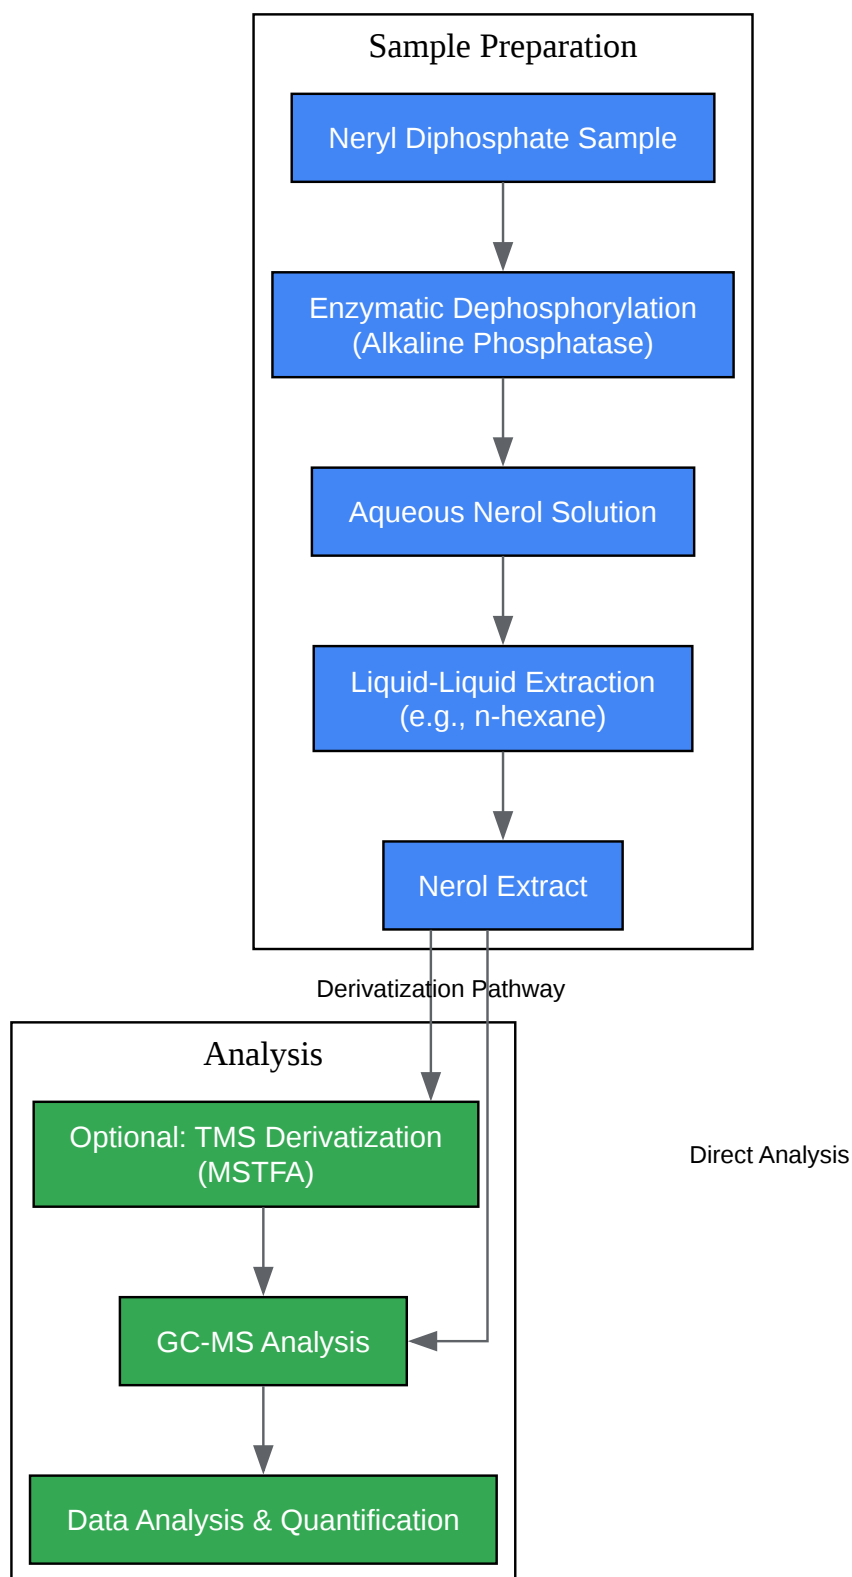 Sample Preparation
Neryl Diphosphate Sample
Enzymatic Dephosphorylation
(Alkaline Phosphatase)
Aqueous Nerol Solution
Liquid-Liquid Extraction
(e.g., n-hexane)
Nerol Extract
Derivatization Pathway
Analysis
Optional: TMS Derivatization
(MSTFA)
Direct Analysis
GC-MS Analysis
Data Analysis & Quantification